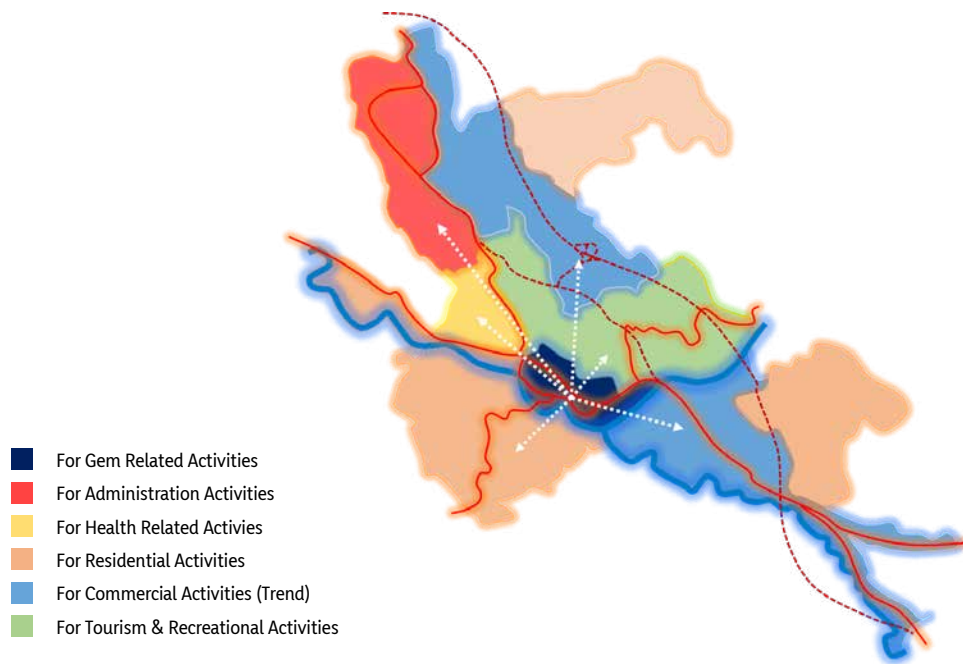 For Gem Related Activities
For Administration Activities
For Health Related Activies
For Residential Activities
For Commercial Activities (Trend)
For Tourism & Recreational Activities